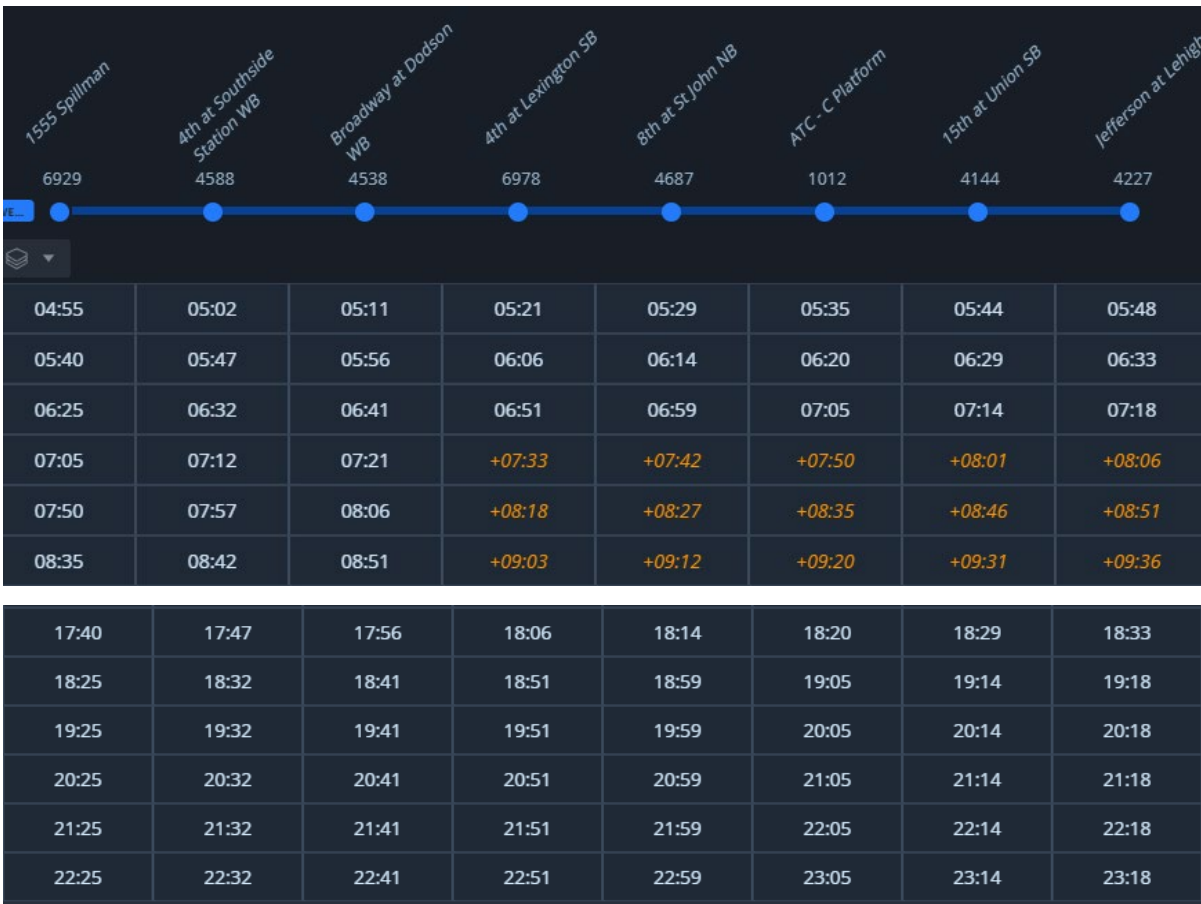 1555 Spillman
4th at Southside
Station WB
Broadway at Dodson
WB
4th at Lexington SB
8th at St John NB
ATC - C Platform
15th at Union SB
Jefferson at Lehigh
6929 4588 4538 6978 4687 1012 4144 4227
VE...
04:55 05:02 05:11 05:21 05:29 05:35 05:44 05:48
05:40 05:47 05:56 06:06 06:14 06:20 06:29 06:33
06:25 06:32 06:41 06:51 06:59 07:05 07:14 07:18
07:05 07:12 07:21 +07:33 +07:42 +07:50 +08:01 +08:06
07:50 07:57 08:06 +08:18 +08:27 +08:35 +08:46 +08:51
08:35 08:42 08:51 +09:03 +09:12 +09:20 +09:31 +09:36
17:40 17:47 17:56 18:06 18:14 18:20 18:29 18:33
18:25 18:32 18:41 18:51 18:59 19:05 19:14 19:18
19:25 19:32 19:41 19:51 19:59 20:05 20:14 20:18
20:25 20:32 20:41 20:51 20:59 21:05 21:14 21:18
21:25 21:32 21:41 21:51 21:59 22:05 22:14 22:18
22:25 22:32 22:41 22:51 22:59 23:05 23:14 23:18